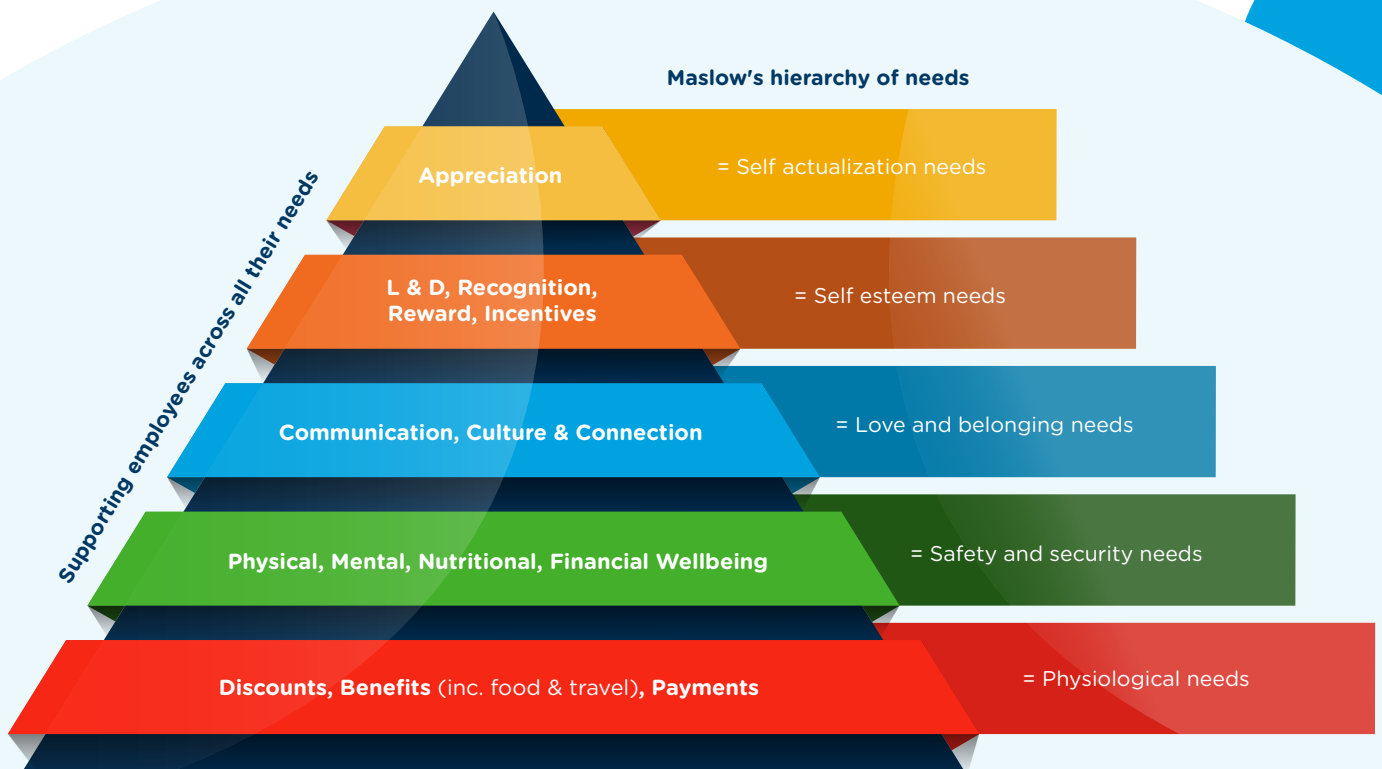 Maslow's hierarchy of needs
Supporting employees across all their needs
Appreciation
= Self actualization needs
L & D, Recognition,
Reward, Incentives
= Self esteem needs
Communication, Culture & Connection
= Love and belonging needs
Physical, Mental, Nutritional, Financial Wellbeing
= Safety and security needs
Discounts, Benefits (inc. food & travel), Payments
= Physiological needs